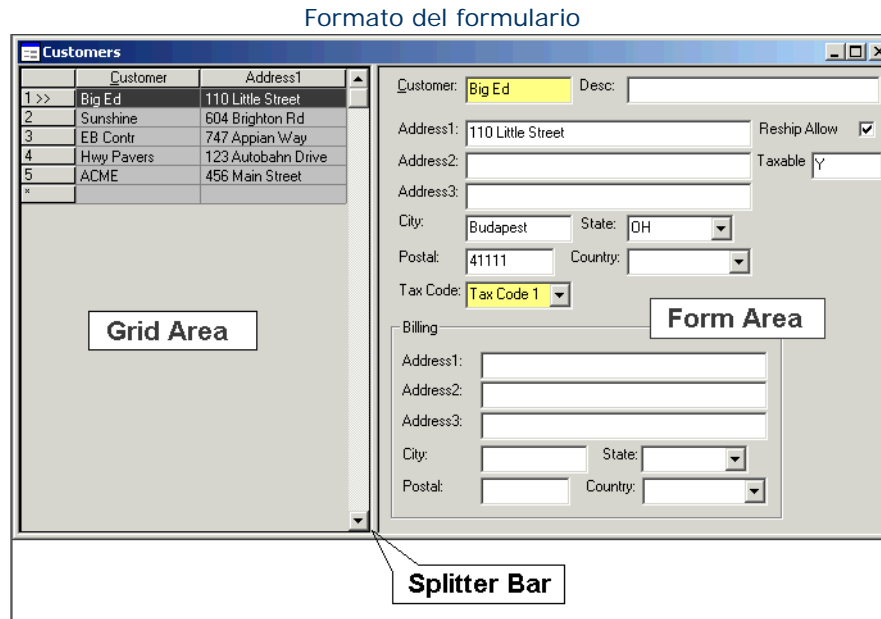 Formato del formulario
Customers
Customer Address1
1 >> Big Ed 110 Little Street
2 Sunshine 604 Brighton Rd
3 EB Contr 747 Appian Way
4 Hwy Pavers 123 Autobahn Drive
5 ACME 456 Main Street
*
Grid Area
Customer: Big Ed Desc:
Address1: 110 Little Street Reship Allow
Address2: Taxable Y
Address3:
City: Budapest State: OH
Postal: 41111 Country:
Tax Code: Tax Code 1
Form Area
Billing
Address1:
Address2:
Address3:
City: State:
Postal: Country:
Splitter Bar